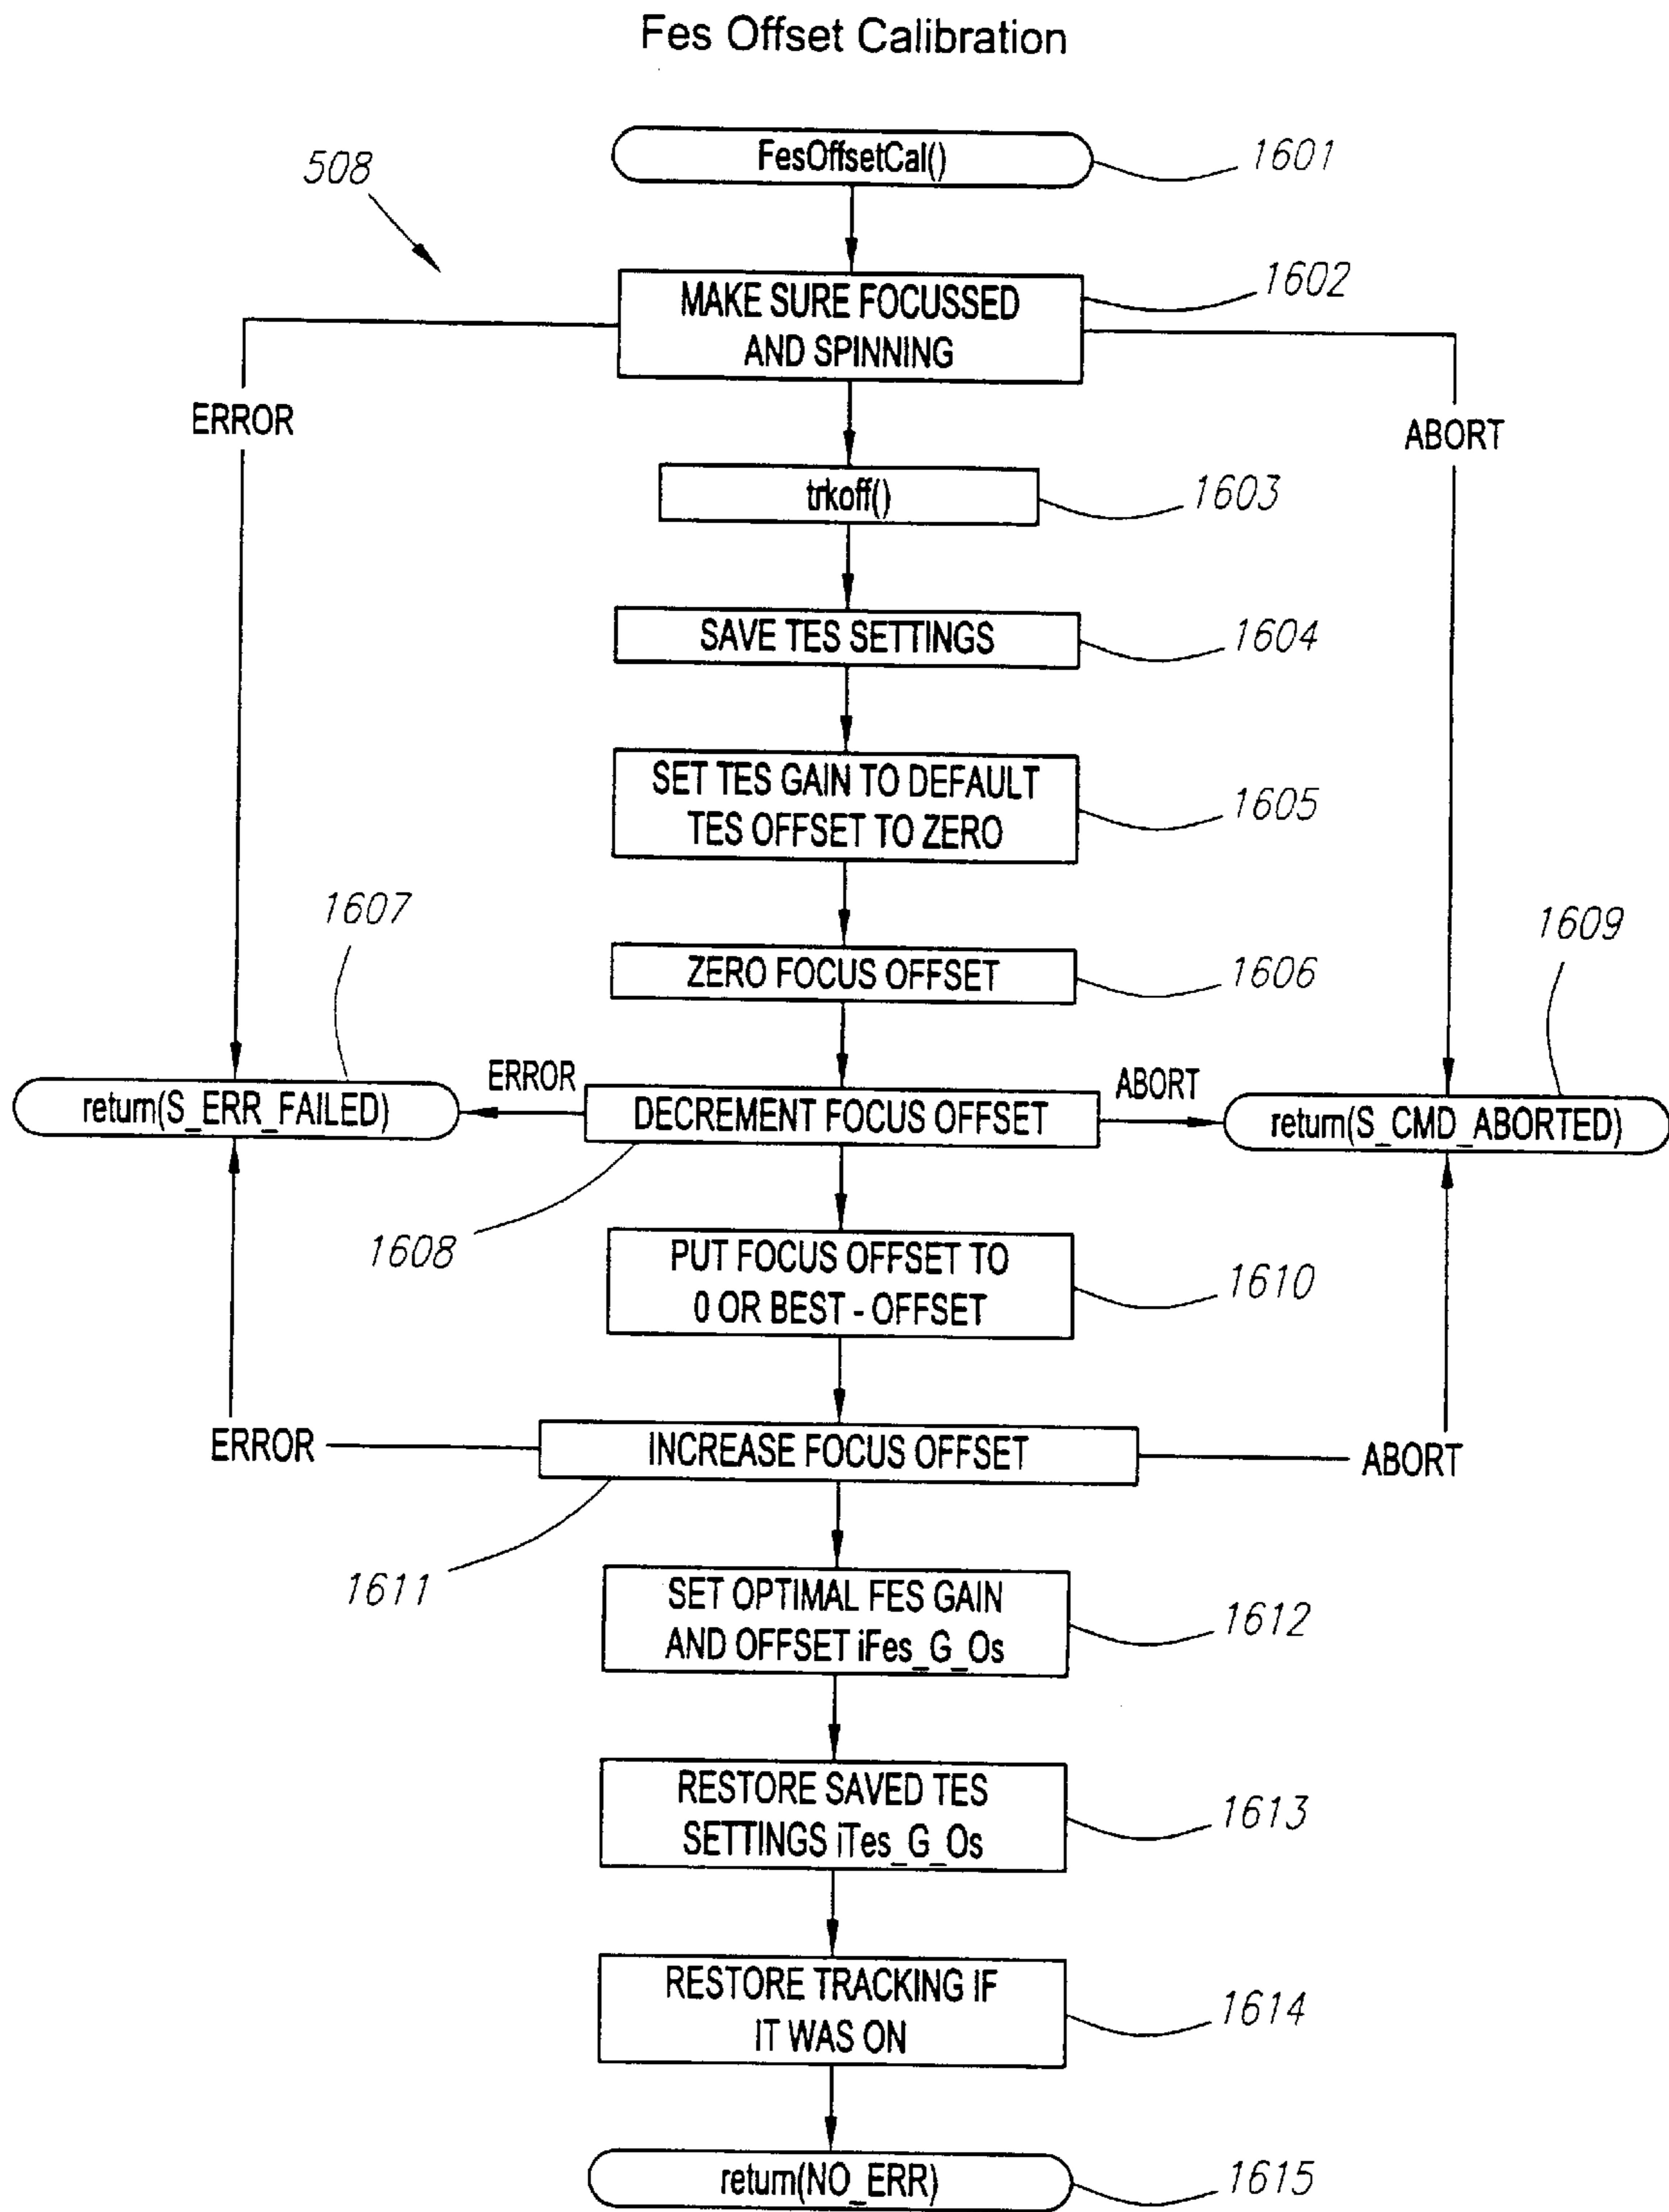 Fes Offset Calibration
FesOffsetCal()
1601
508
MAKE SURE FOCUSSED
AND SPINNING
1602
ERROR
ABORT
trkoff()
1603
SAVE TES SETTINGS
1604
SET TES GAIN TO DEFAULT
TES OFFSET TO ZERO
1605
1607
1609
ZERO FOCUS OFFSET
1606
return(S_ERR_FAILED)
ERROR
DECREMENT FOCUS OFFSET
ABORT
return(S_CMD_ABORTED)
1608
PUT FOCUS OFFSET TO
0 OR BEST - OFFSET
1610
ERROR
INCREASE FOCUS OFFSET
ABORT
1611
SET OPTIMAL FES GAIN
AND OFFSET iFes_G_Os
1612
RESTORE SAVED TES
SETTINGS iTes_G_Os
1613
RESTORE TRACKING IF
IT WAS ON
1614
return(NO_ERR)
1615